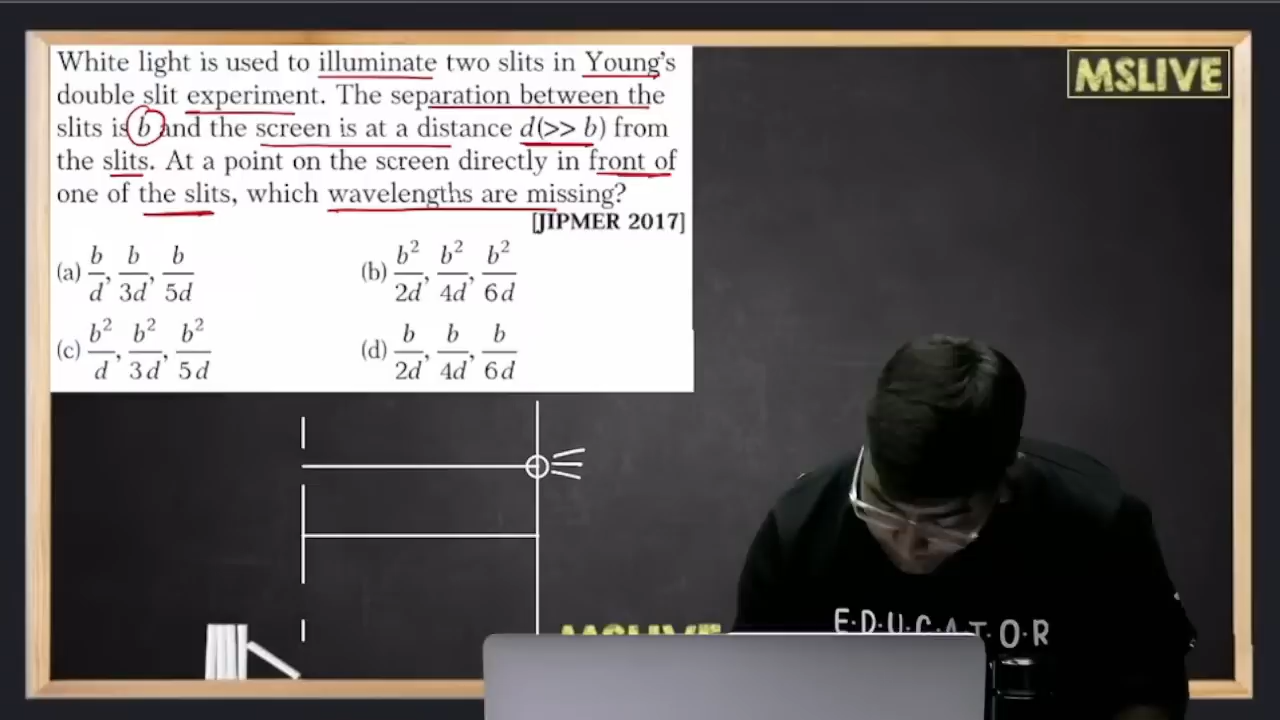 White light is used to illuminate two slits in Young's
double slit experiment. The separation between the
slits is b and the screen is at a distance d(>> b) from
the slits. At a point on the screen directly in front of
one of the slits, which wavelengths are missing?
[JIPMER 2017]
(a) b/d, b/3d, b/5d (b) b²/2d, b²/4d, b²/6d
(c) b²/d, b²/3d, b²/5d (d) b/2d, b/4d, b/6d
MSLIVE
MSLIVE
E·D·U·C·A·T·O·R